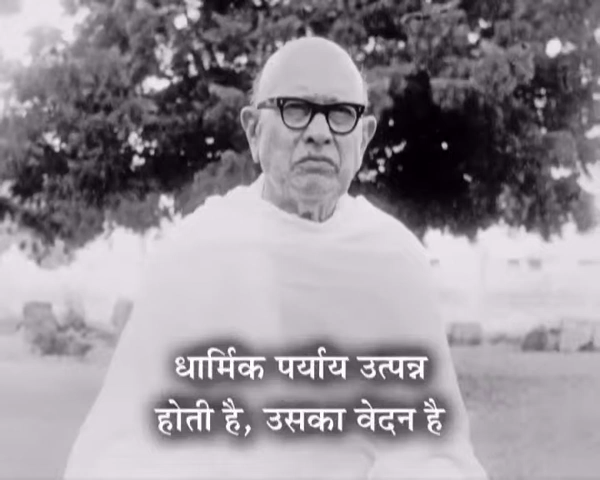 धार्मिक पर्याय उत्पन्न
होती है, उसका वेदन है